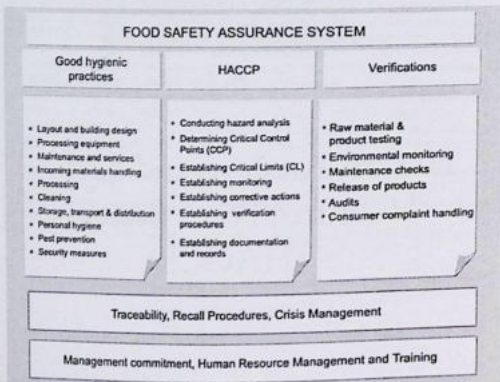 FOOD SAFETY ASSURANCE SYSTEM
Good hygienic
practices
HACCP
Verifications
• Layout and building design
• Processing equipment
• Maintenance and services
• Incoming materials handling
• Processing
• Cleaning
• Storage, transport & distribution
• Personal hygiene
• Pest prevention
• Security measures
• Conducting hazard analysis
• Determining Critical Control
Points (CCP)
• Establishing Critical Limits (CL)
• Establishing monitoring
• Establishing corrective actions
• Establishing verification
procedures
• Establishing documentation
and records
• Raw material &
product testing
• Environmental monitoring
• Maintenance checks
• Release of products
• Audits
• Consumer complaint handling
Traceability, Recall Procedures, Crisis Management
Management commitment, Human Resource Management and Training